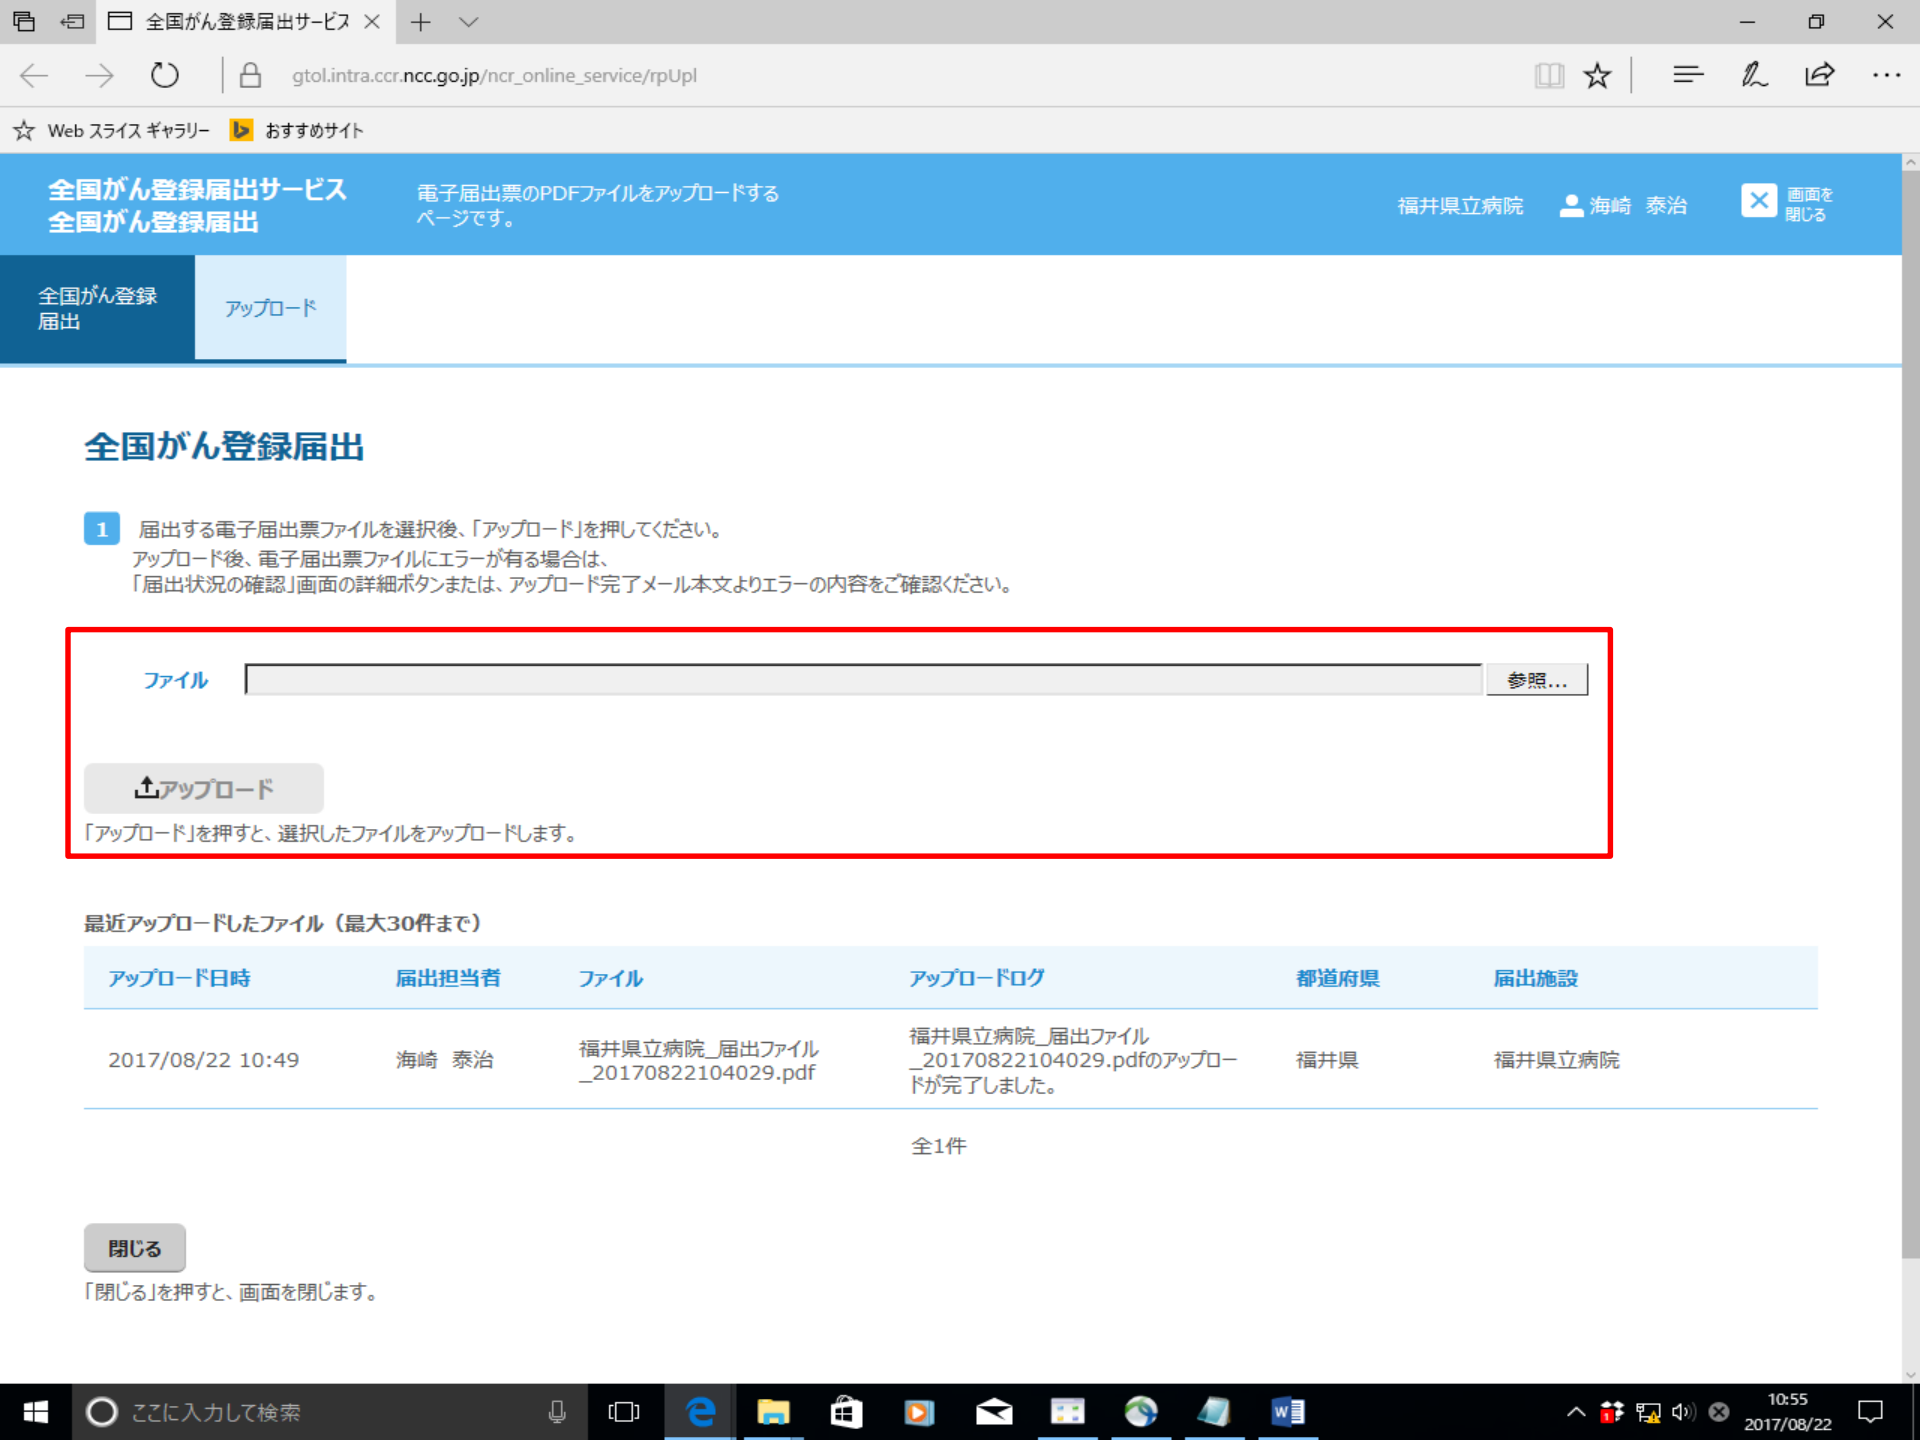 全国がん登録届出サービス
gtol.intra.ccr.ncc.go.jp/ncr_online_service/rpUpl
Web スライス ギャラリー
おすすめサイト
全国がん登録届出サービス
全国がん登録届出
電子届出票のPDFファイルをアップロードする
ページです。
福井県立病院
海崎 泰治
画面を
閉じる
全国がん登録
届出
アップロード
全国がん登録届出
1 届出する電子届出票ファイルを選択後、「アップロード」を押してください。
アップロード後、電子届出票ファイルにエラーが有る場合は、
「届出状況の確認」画面の詳細ボタンまたは、アップロード完了メール本文よりエラーの内容をご確認ください。
ファイル
参照...
アップロード
「アップロード」を押すと、選択したファイルをアップロードします。
最近アップロードしたファイル（最大30件まで）
アップロード日時 届出担当者 ファイル アップロードログ 都道府県 届出施設
2017/08/22 10:49
海崎 泰治
福井県立病院_届出ファイル
_20170822104029.pdf
福井県立病院_届出ファイル
_20170822104029.pdfのアップロー
ドが完了しました。
福井県
福井県立病院
全1件
閉じる
「閉じる」を押すと、画面を閉じます。
ここに入力して検索
10:55
2017/08/22